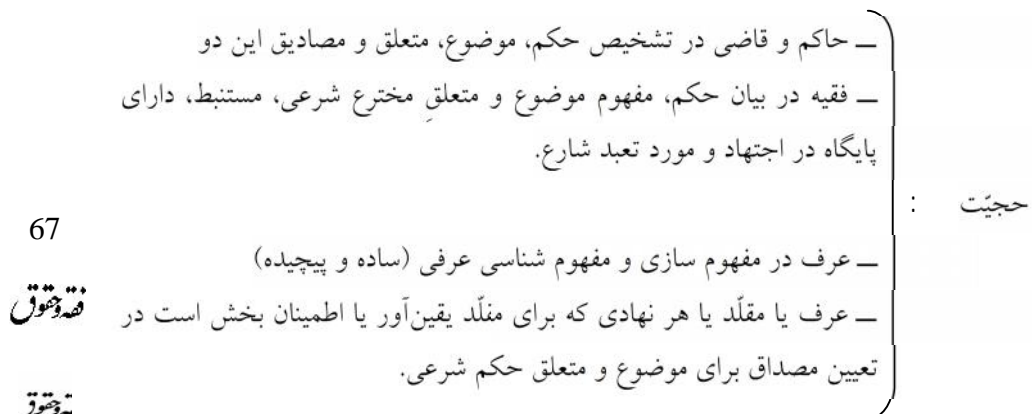 ـ حاکم و قاضی در تشخیص حکم، موضوع، متعلق و مصادیق این دو
ـ فقیه در بیان حکم، مفهوم موضوع و متعلقِ مخترع شرعی، مستنبط، دارای
پایگاه در اجتهاد و مورد تعبد شارع.
حجیّت :
67
ـ عرف در مفهوم سازی و مفهوم شناسی عرفی (ساده و پیچیده)
فقه و حقوق
ـ عرف یا مقلّد یا هر نهادی که برای مفلّد یقین‌آور یا اطمینان بخش است در
تعیین مصداق برای موضوع و متعلق حکم شرعی.